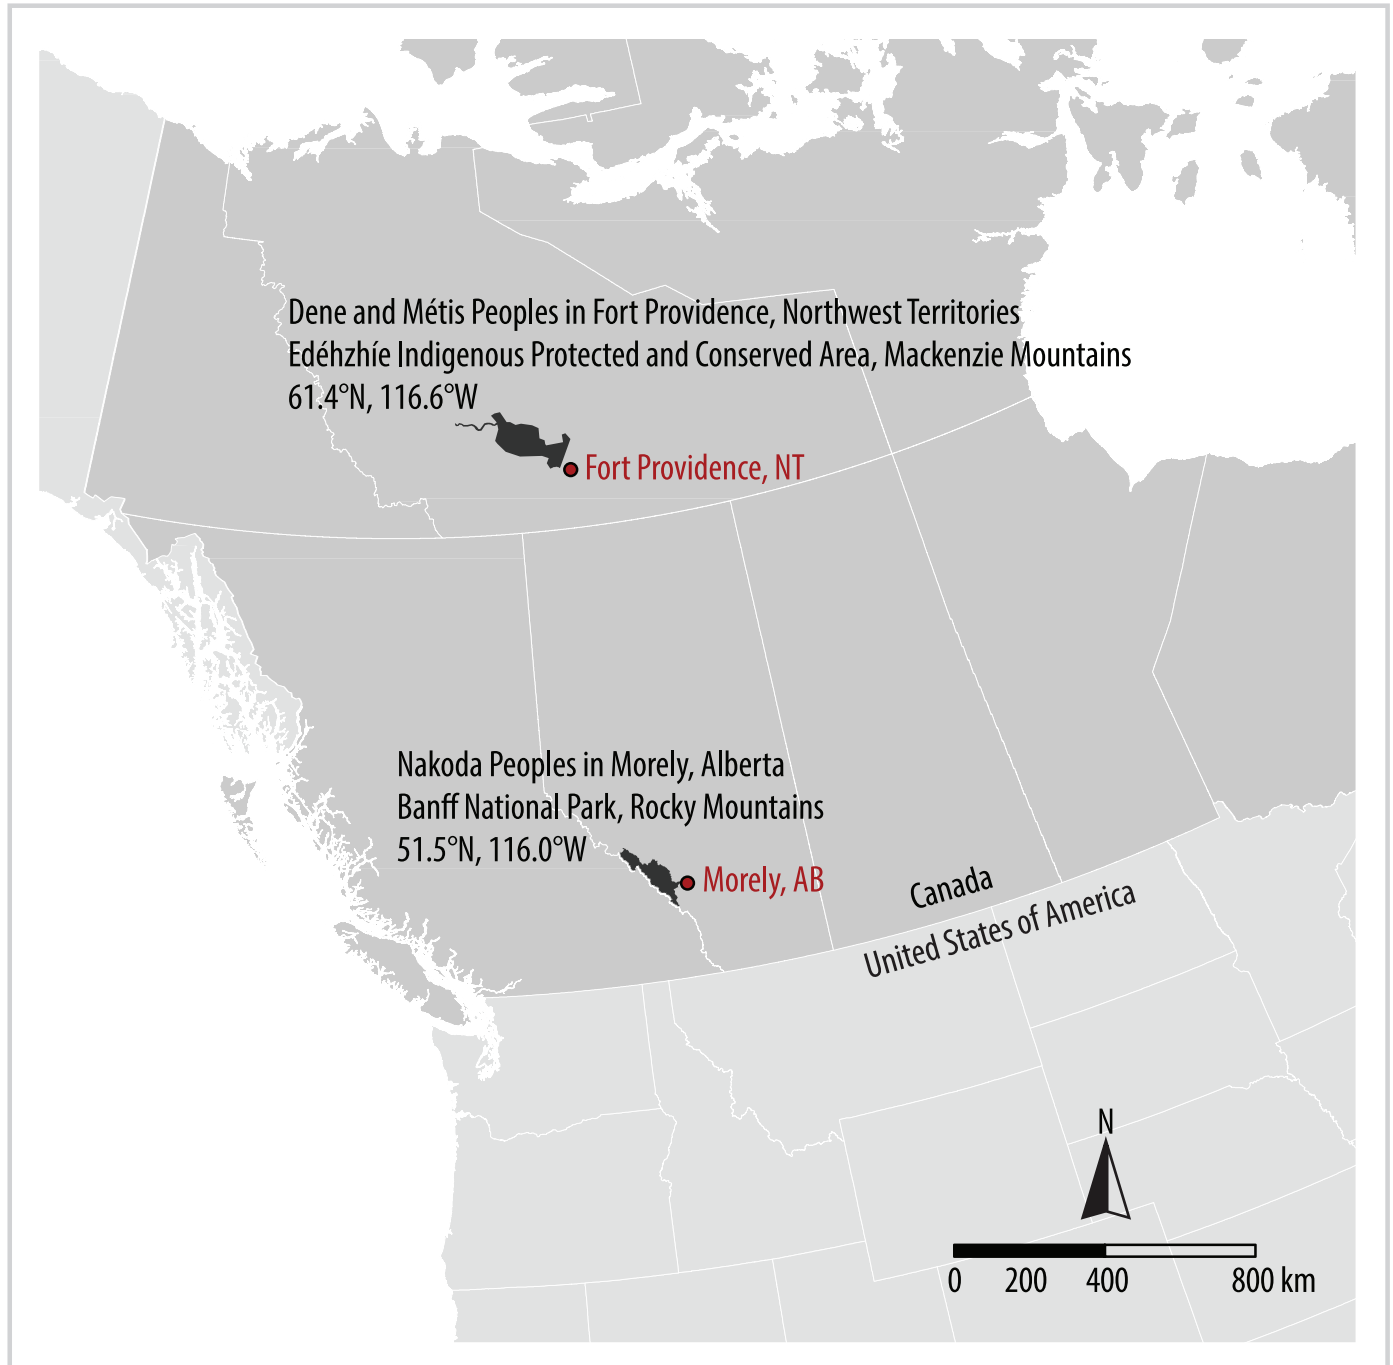 Dene and Métis Peoples in Fort Providence, Northwest Territories
Edéhzhíe Indigenous Protected and Conserved Area, Mackenzie Mountains
61.4°N, 116.6°W
Fort Providence, NT
Nakoda Peoples in Morely, Alberta
Banff National Park, Rocky Mountains
51.5°N, 116.0°W
Morely, AB
Canada
United States of America
N
0 200 400 800 km